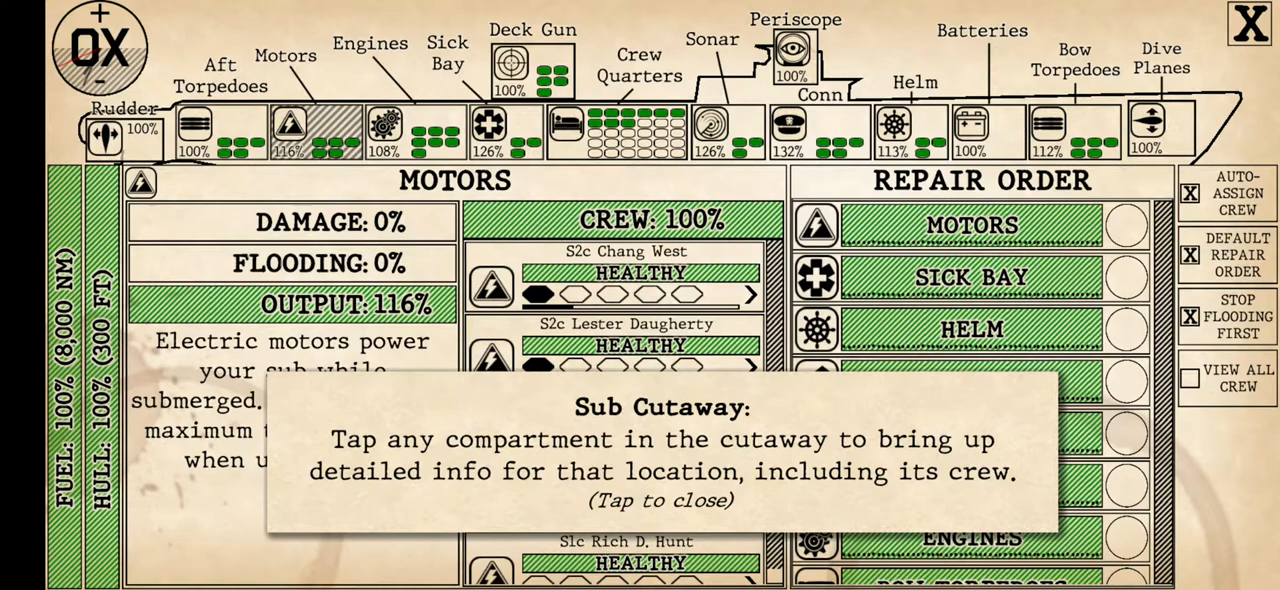 +
0X
-
X
Rudder
100%
Aft
Torpedoes
100%
Motors
116%
Engines
108%
Sick
Bay
126%
Deck Gun
100%
Crew
Quarters
Sonar
126%
Periscope
100%
Conn
132%
Helm
113%
Batteries
100%
Bow
Torpedoes
112%
Dive
Planes
100%
FUEL: 100% (8,000 NM)
HULL: 100% (300 FT)
MOTORS
DAMAGE: 0%
FLOODING: 0%
OUTPUT: 116%
Electric motors power
your sub while
submerged.
maximum
when
CREW: 100%
S2c Chang West
HEALTHY
S2c Lester Daugherty
HEALTHY
S1c Rich D. Hunt
HEALTHY
REPAIR ORDER
MOTORS
SICK BAY
HELM
ENGINES
BOW TORPEDOES
X AUTO-
ASSIGN
CREW
X DEFAULT
REPAIR
ORDER
X STOP
FLOODING
FIRST
VIEW ALL
CREW
Sub Cutaway:
Tap any compartment in the cutaway to bring up
detailed info for that location, including its crew.
(Tap to close)